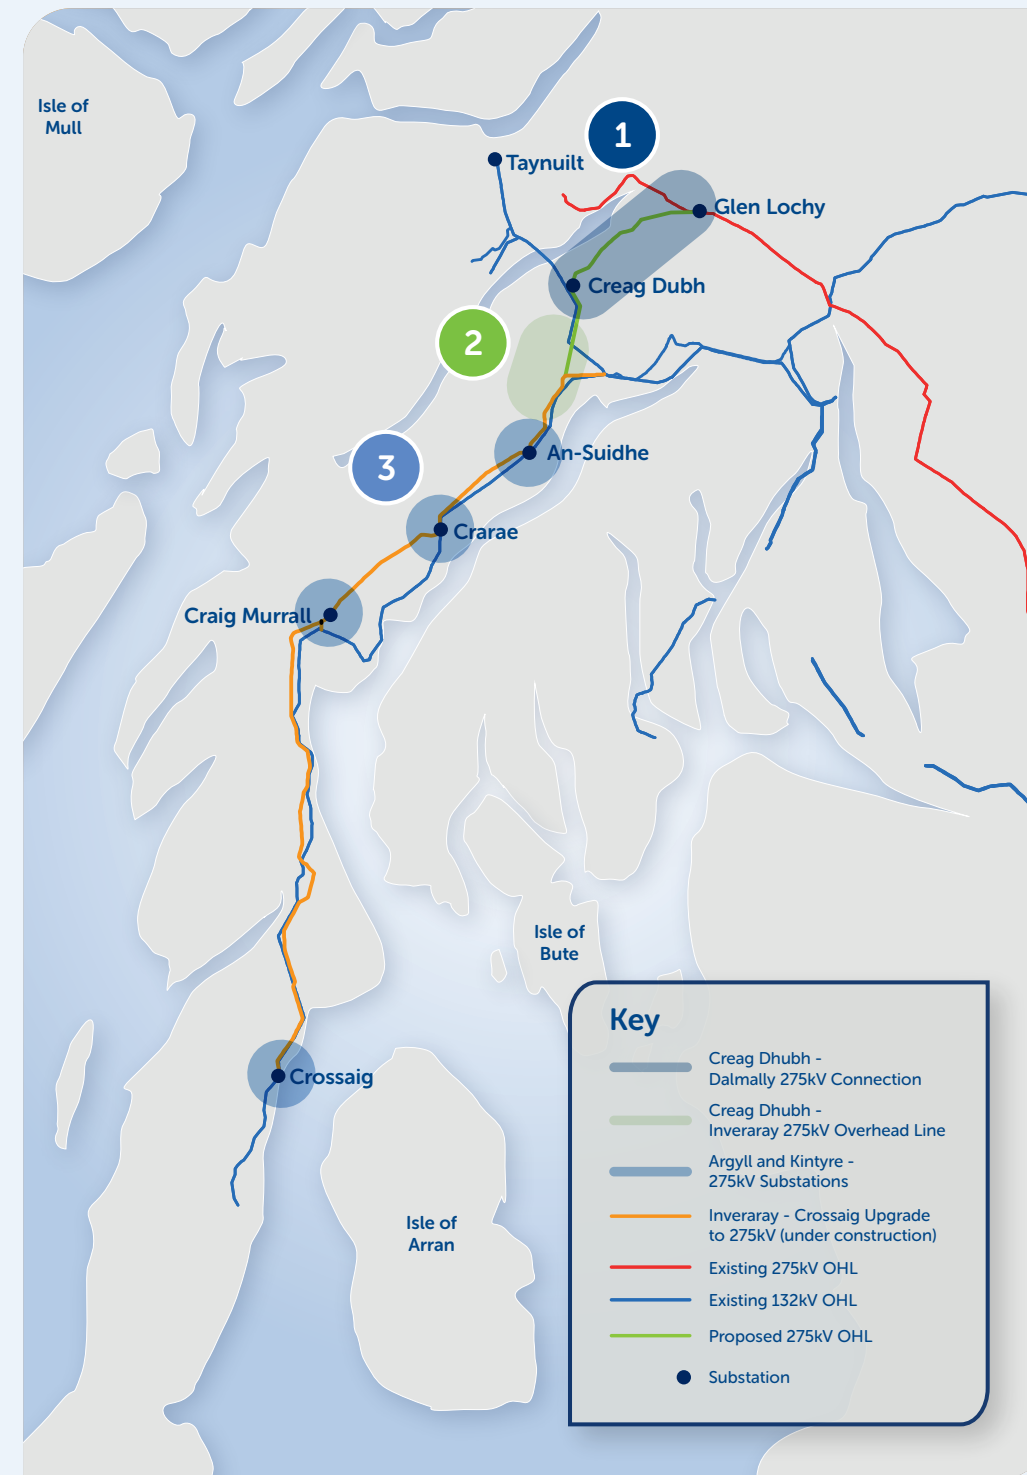 Isle of
Mull
1
Taynuilt
Glen Lochy
Creag Dubh
2
An-Suidhe
3
Crarae
Craig Murrall
Isle of
Bute
Crossaig
Isle of
Arran
Key
Creag Dhubh -
Dalmally 275kV Connection
Creag Dhubh -
Inveraray 275kV Overhead Line
Argyll and Kintyre -
275kV Substations
Inveraray - Crossaig Upgrade
to 275kV (under construction)
Existing 275kV OHL
Existing 132kV OHL
Proposed 275kV OHL
Substation